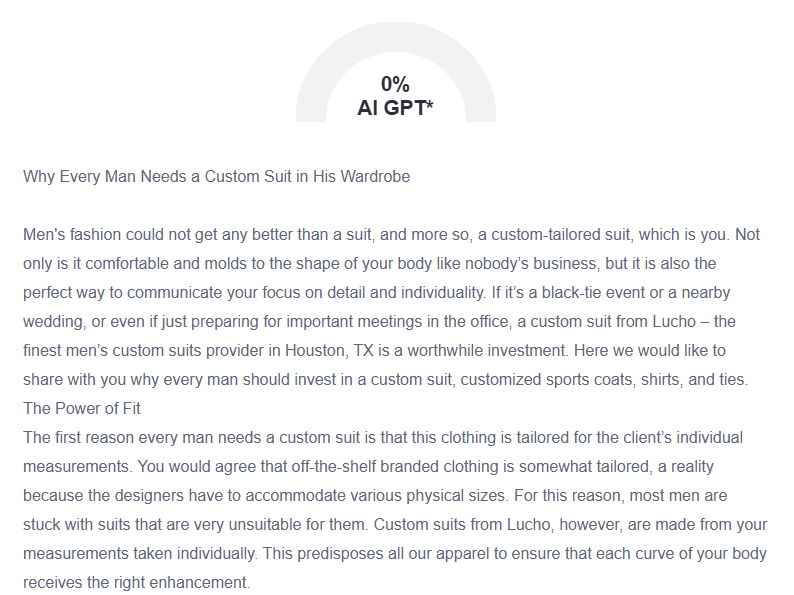 0%
AI GPT*
Why Every Man Needs a Custom Suit in His Wardrobe
Men's fashion could not get any better than a suit, and more so, a custom-tailored suit, which is you. Not
only is it comfortable and molds to the shape of your body like nobody’s business, but it is also the
perfect way to communicate your focus on detail and individuality. If it’s a black-tie event or a nearby
wedding, or even if just preparing for important meetings in the office, a custom suit from Lucho – the
finest men’s custom suits provider in Houston, TX is a worthwhile investment. Here we would like to
share with you why every man should invest in a custom suit, customized sports coats, shirts, and ties.
The Power of Fit
The first reason every man needs a custom suit is that this clothing is tailored for the client’s individual
measurements. You would agree that off-the-shelf branded clothing is somewhat tailored, a reality
because the designers have to accommodate various physical sizes. For this reason, most men are
stuck with suits that are very unsuitable for them. Custom suits from Lucho, however, are made from your
measurements taken individually. This predisposes all our apparel to ensure that each curve of your body
receives the right enhancement.